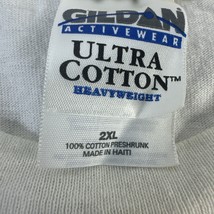 GILDAN
ACTIVEWEAR
ULTRA
COTTON™
HEAVYWEIGHT
2XL
100% COTTON PRESHRUNK
MADE IN HAITI